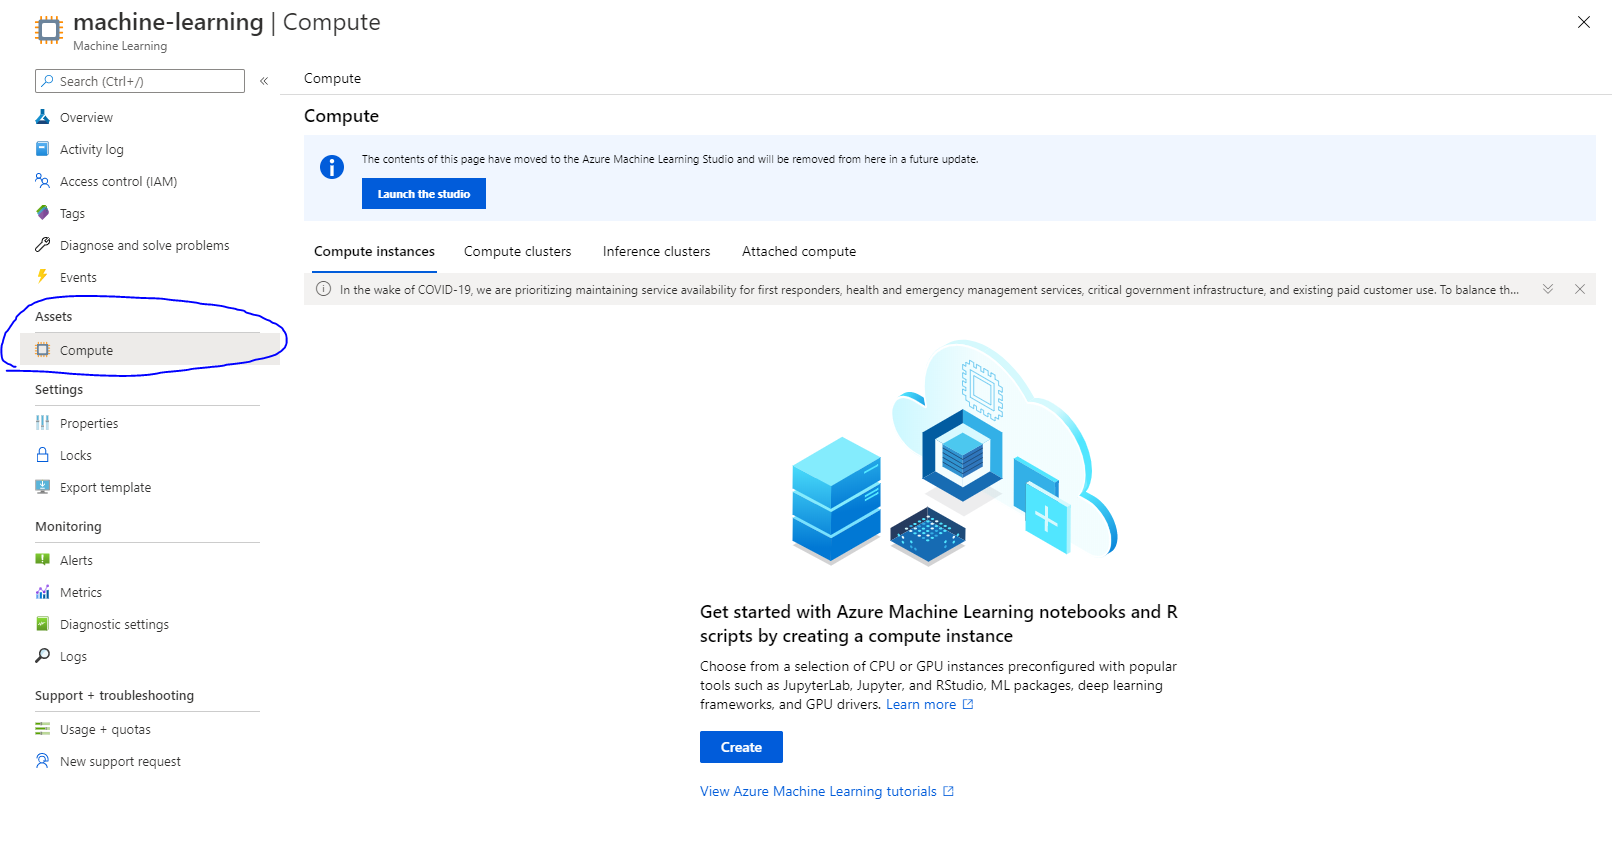 machine-learning | Compute
Machine Learning
Search (Ctrl+/)
«
Overview
Activity log
Access control (IAM)
Tags
Diagnose and solve problems
Events
Assets
Compute
Settings
Properties
Locks
Export template
Monitoring
Alerts
Metrics
Diagnostic settings
Logs
Support + troubleshooting
Usage + quotas
New support request
Compute
Compute
The contents of this page have moved to the Azure Machine Learning Studio and will be removed from here in a future update.
Launch the studio
Compute instances Compute clusters Inference clusters Attached compute
In the wake of COVID-19, we are prioritizing maintaining service availability for first responders, health and emergency management services, critical government infrastructure, and existing paid customer use. To balance th...
Get started with Azure Machine Learning notebooks and R
scripts by creating a compute instance
Choose from a selection of CPU or GPU instances preconfigured with popular
tools such as JupyterLab, Jupyter, and RStudio, ML packages, deep learning
frameworks, and GPU drivers. Learn more
Create
View Azure Machine Learning tutorials